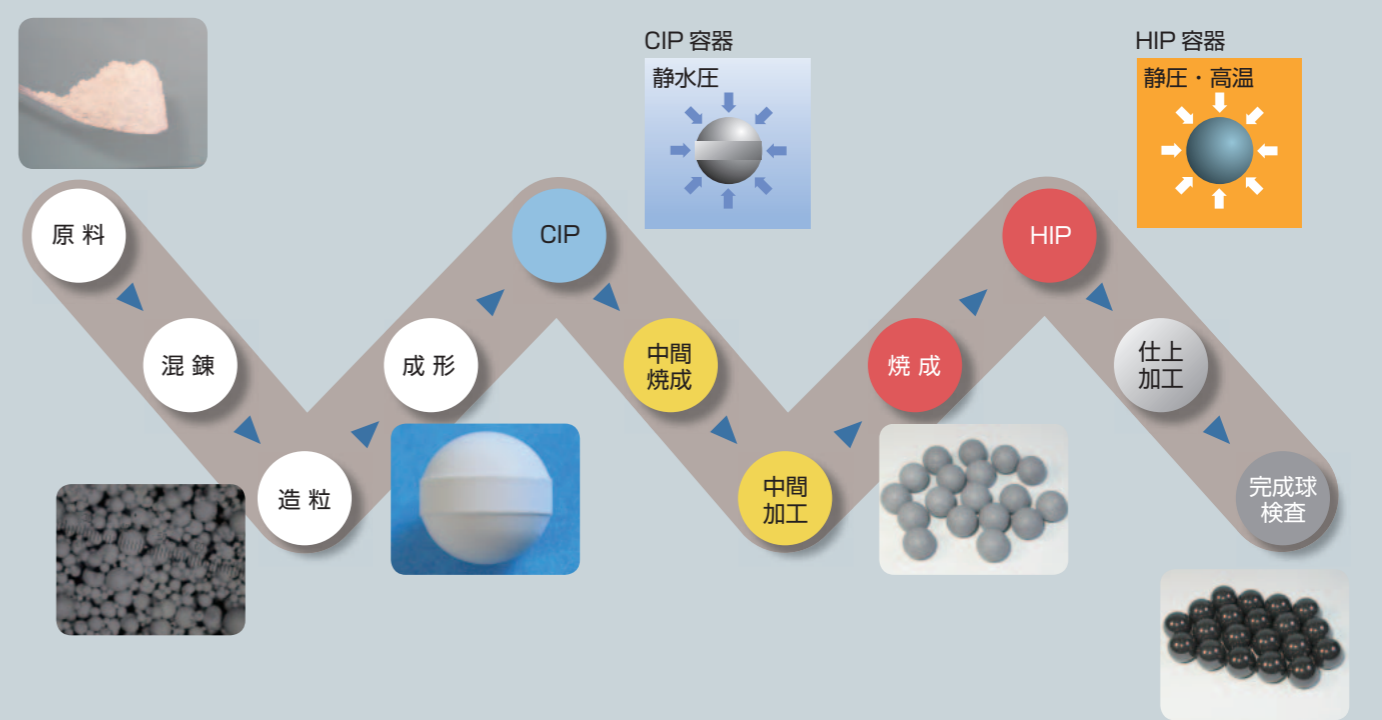 CIP 容器
静水圧
HIP 容器
静圧・高温
原 料
混 錬
造 粒
成 形
CIP
中間
焼成
中間
加工
焼 成
HIP
仕上
加工
完成球
検査